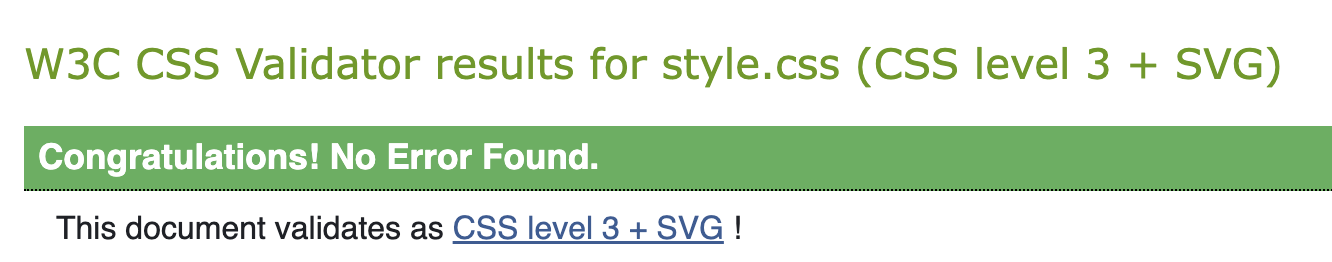 W3C CSS Validator results for style.css (CSS level 3 + SVG)
Congratulations! No Error Found.
This document validates as CSS level 3 + SVG !